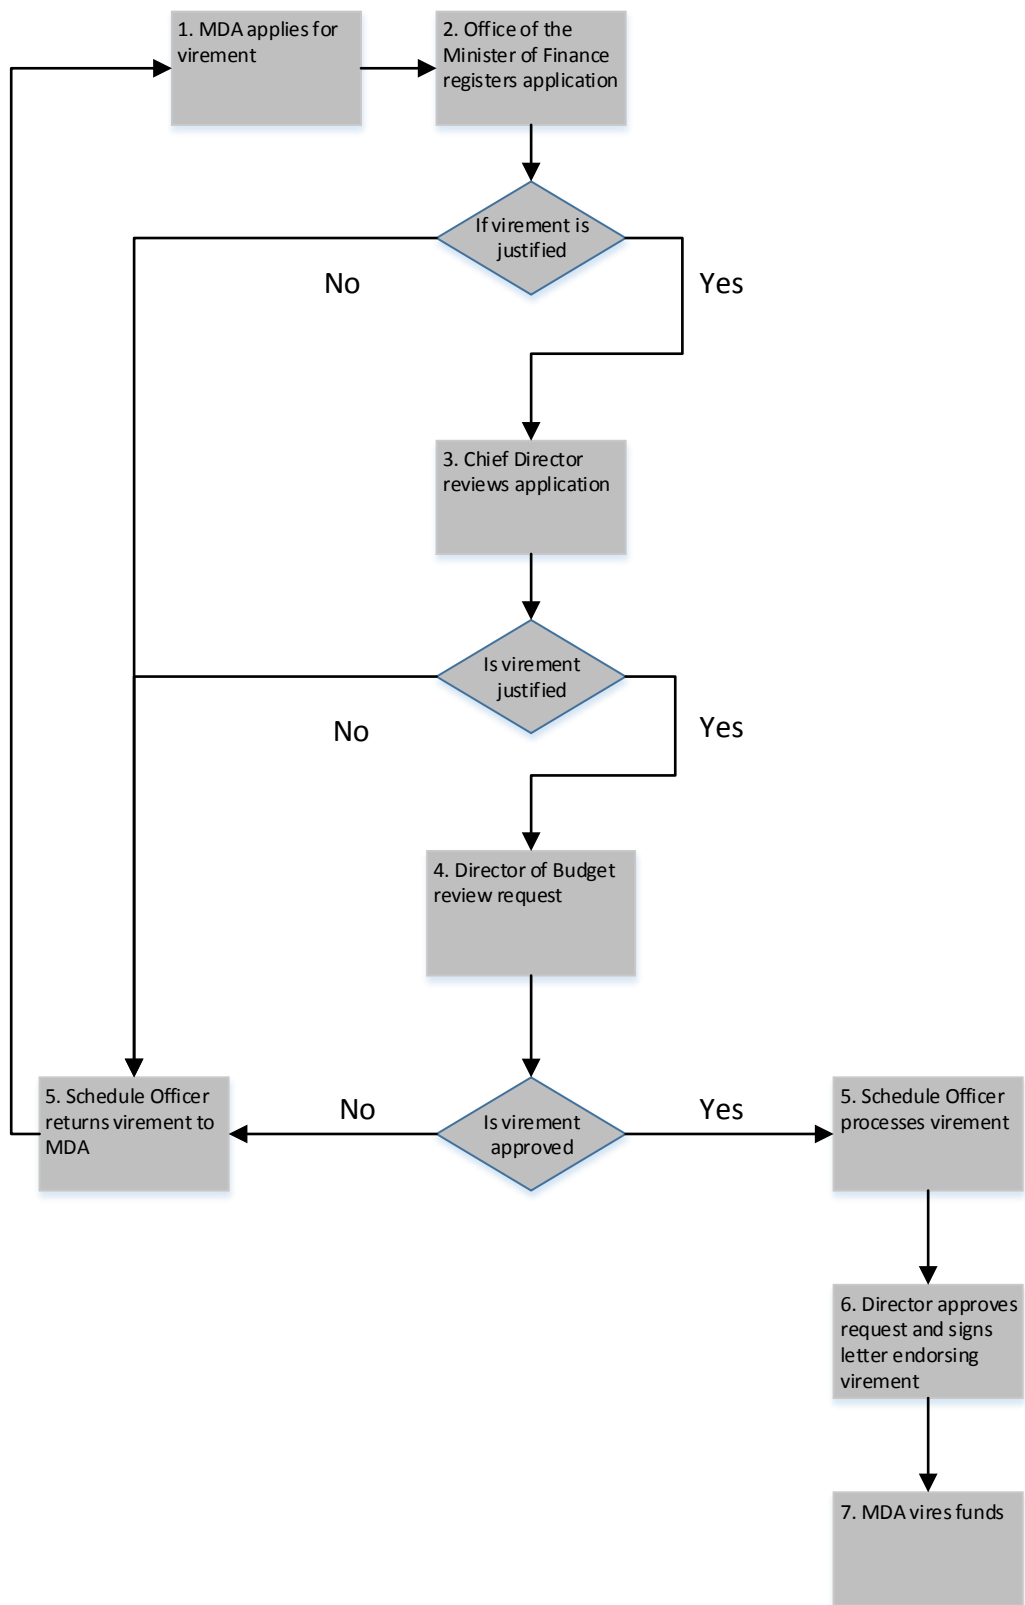 1. MDA applies for
virement
2. Office of the
Minister of Finance
registers application
If virement is
justified
No
Yes
3. Chief Director
reviews application
Is virement
justified
No
Yes
4. Director of Budget
review request
5. Schedule Officer
returns virement to
MDA
No
Is virement
approved
Yes
5. Schedule Officer
processes virement
6. Director approves
request and signs
letter endorsing
virement
7. MDA vires funds